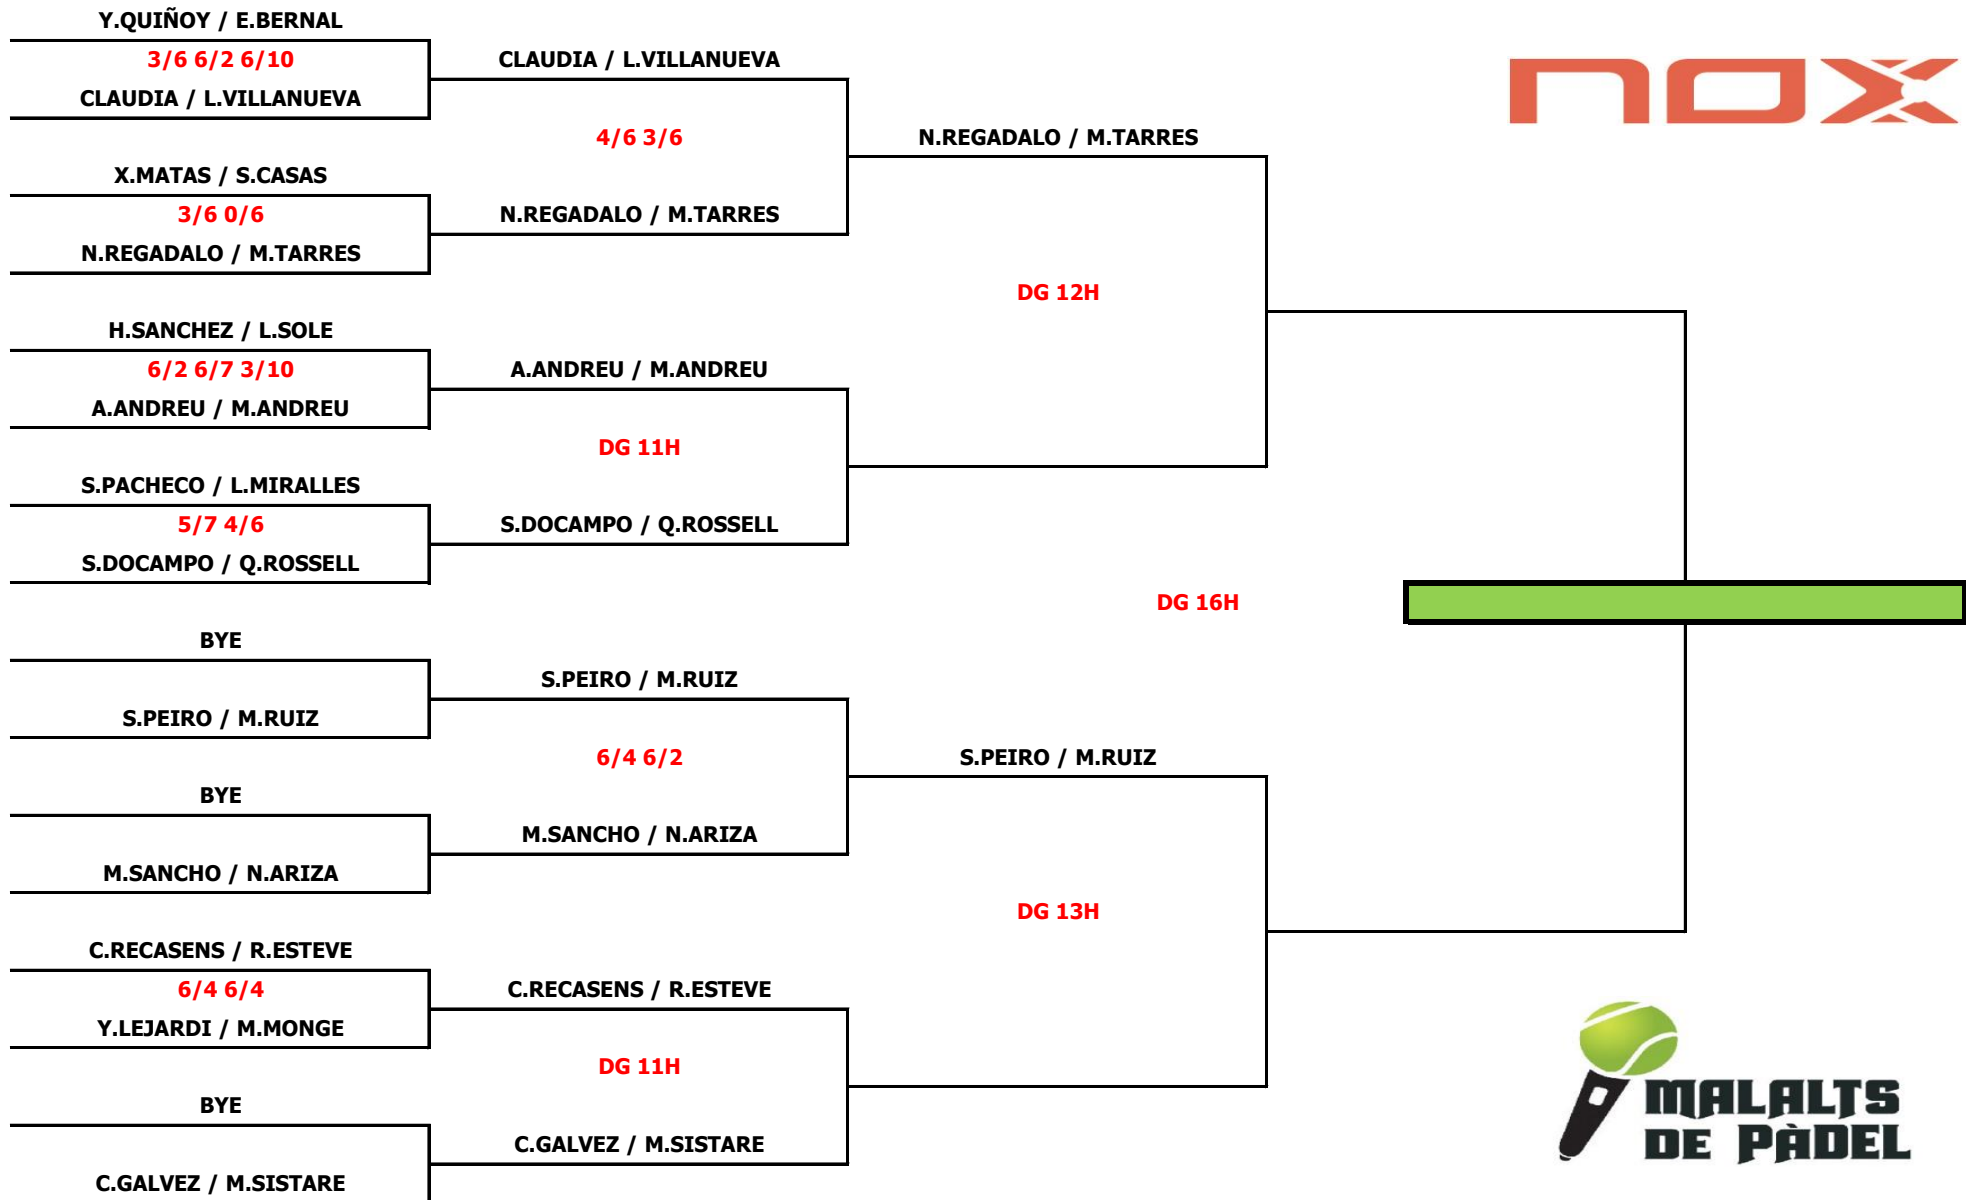 Y.QUIÑOY / E.BERNAL
3/6 6/2 6/10
CLAUDIA / L.VILLANUEVA
X.MATAS / S.CASAS
3/6 0/6
N.REGADALO / M.TARRES
H.SANCHEZ / L.SOLE
6/2 6/7 3/10
A.ANDREU / M.ANDREU
S.PACHECO / L.MIRALLES
5/7 4/6
S.DOCAMPO / Q.ROSSELL
BYE
S.PEIRO / M.RUIZ
BYE
M.SANCHO / N.ARIZA
C.RECASENS / R.ESTEVE
6/4 6/4
Y.LEJARDI / M.MONGE
BYE
C.GALVEZ / M.SISTARE
CLAUDIA / L.VILLANUEVA
4/6 3/6
N.REGADALO / M.TARRES
A.ANDREU / M.ANDREU
DG 11H
S.DOCAMPO / Q.ROSSELL
S.PEIRO / M.RUIZ
6/4 6/2
M.SANCHO / N.ARIZA
C.RECASENS / R.ESTEVE
DG 11H
C.GALVEZ / M.SISTARE
N.REGADALO / M.TARRES
DG 12H
S.PEIRO / M.RUIZ
DG 13H
DG 16H
nox
MALALTS
DE PÀDEL